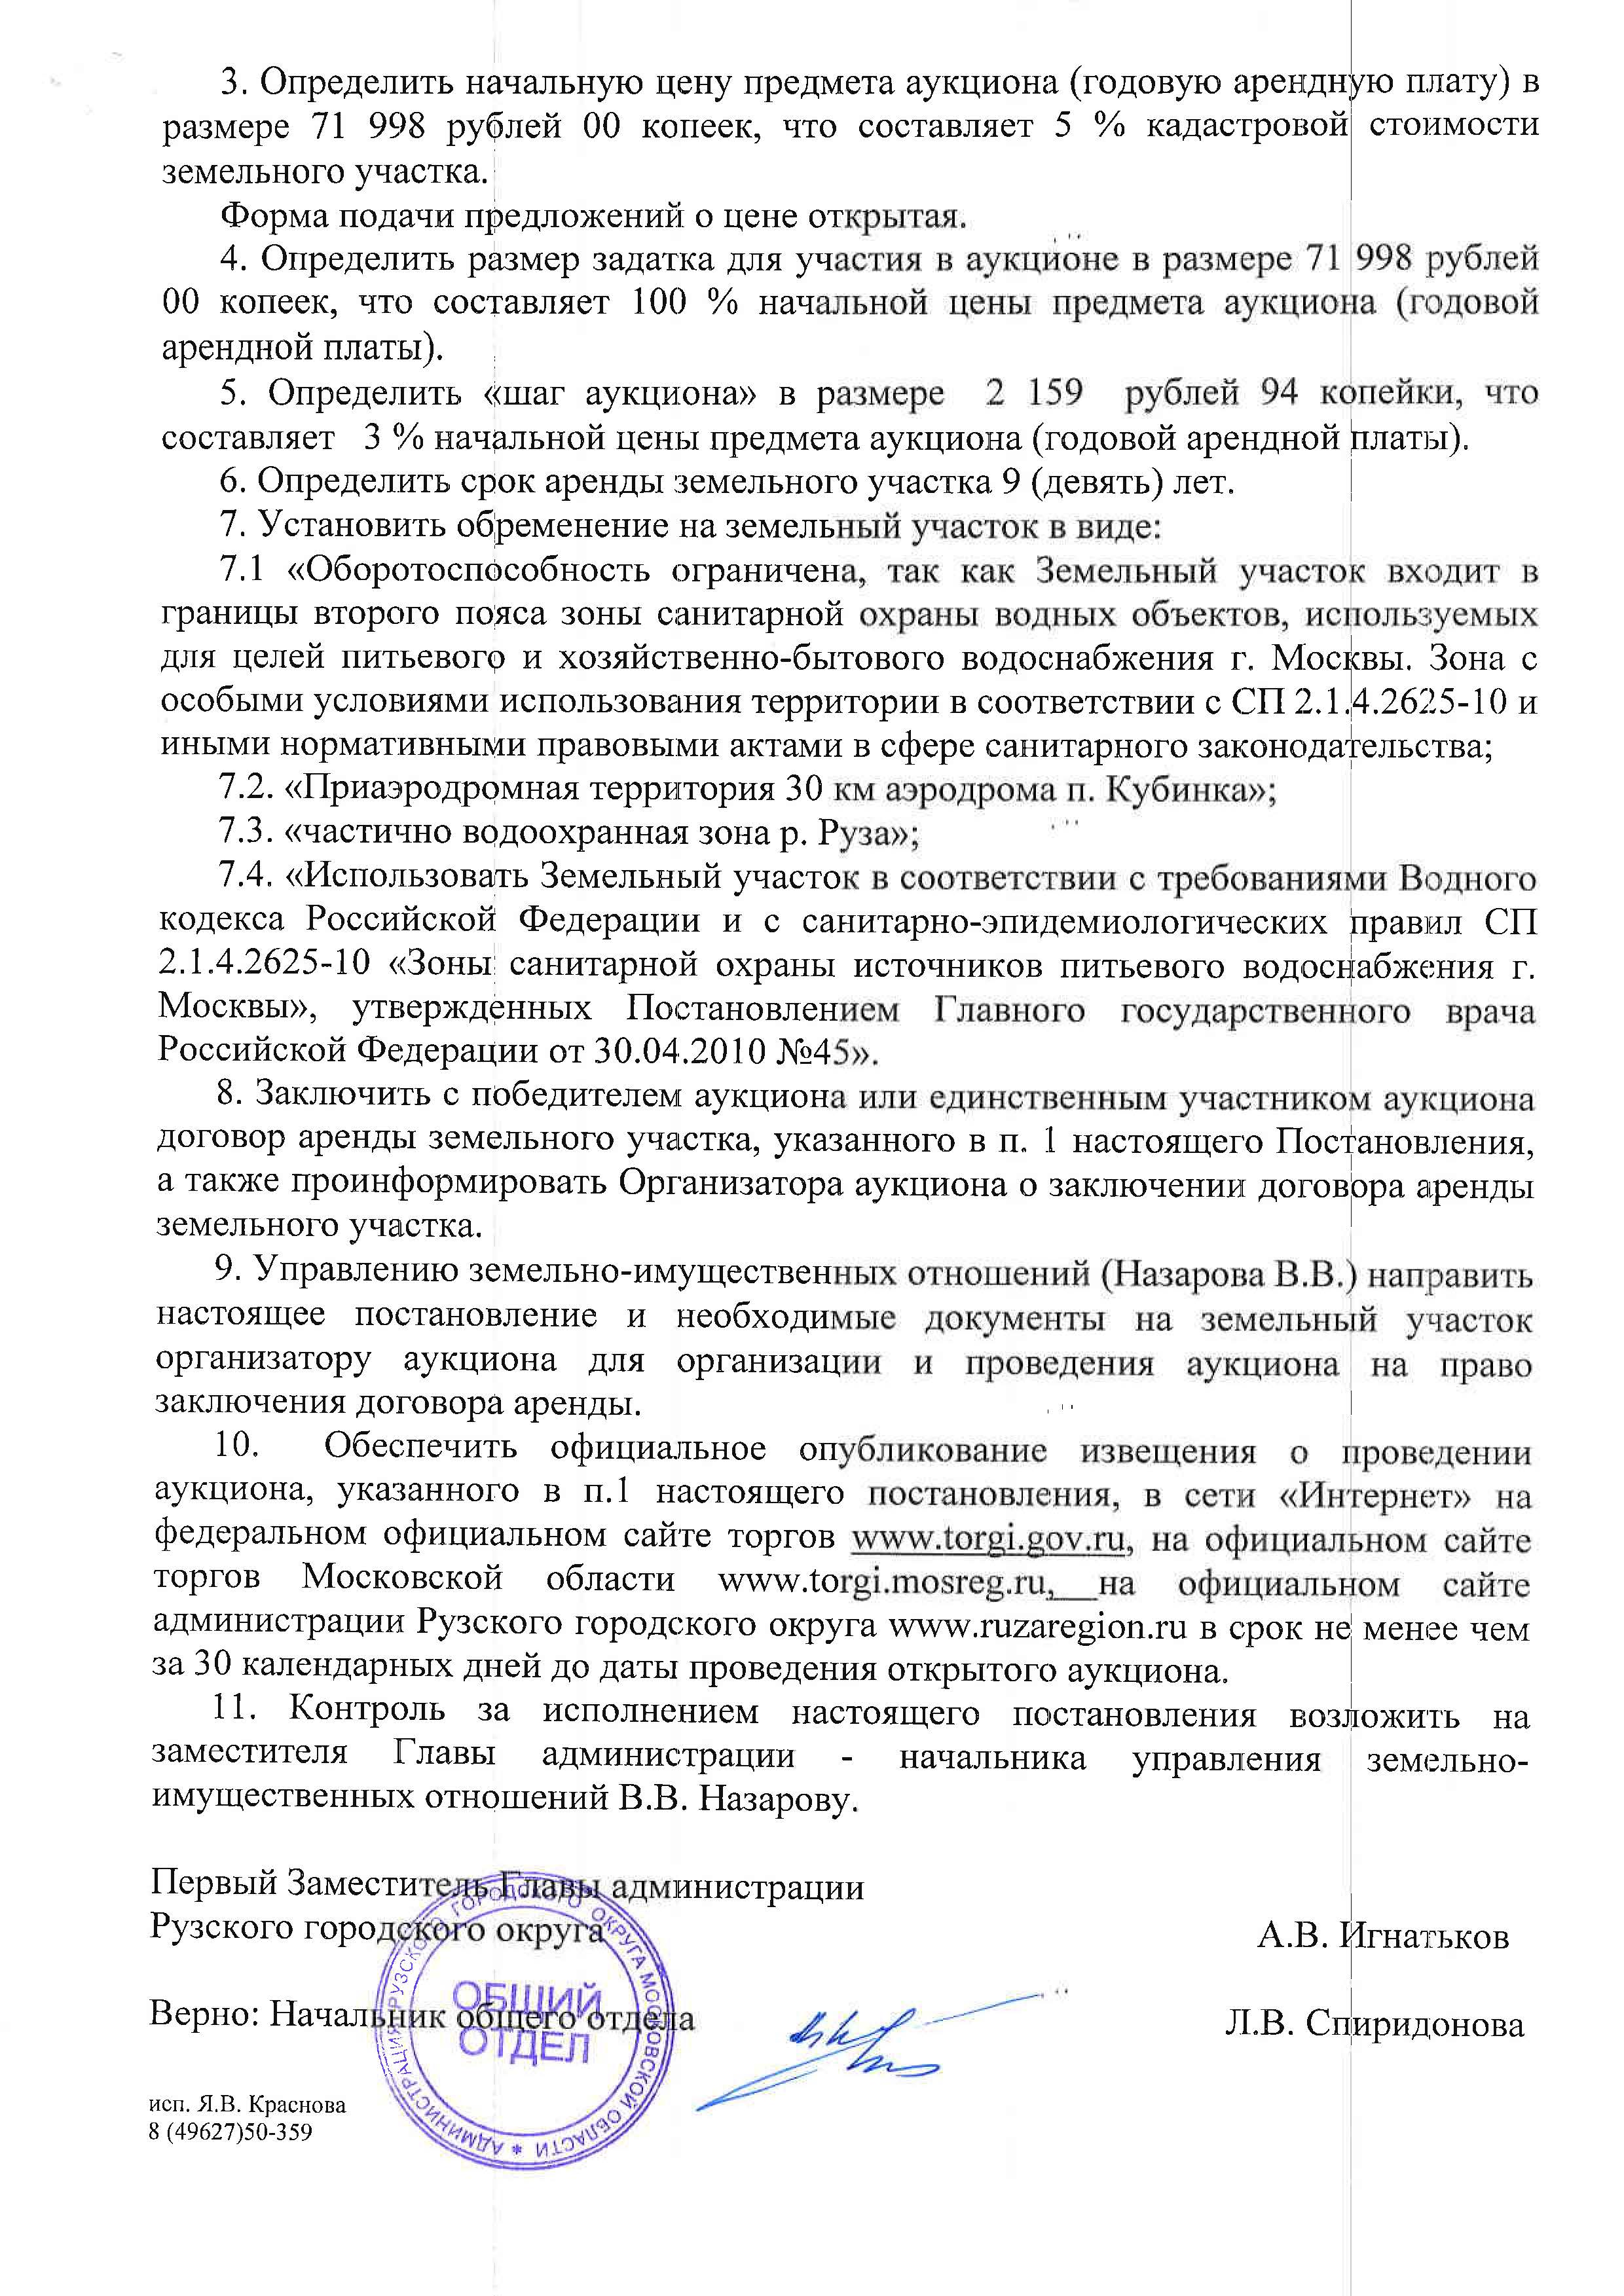 3. Определить начальную цену предмета аукциона (годовую арендную плату) в
размере 71 998 рублей 00 копеек, что составляет 5 % кадастровой стоимости
земельного участка.
Форма подачи предложений о цене открытая.
4. Определить размер задатка для участия в аукционе в размере 71 998 рублей
00 копеек, что составляет 100 % начальной цены предмета аукциона (годовой
арендной платы).
5. Определить «шаг аукциона» в размере 2 159 рублей 94 копейки, что
составляет 3 % начальной цены предмета аукциона (годовой арендной платы).
6. Определить срок аренды земельного участка 9 (девять) лет.
7. Установить обременение на земельный участок в виде:
7.1 «Оборотоспособность ограничена, так как Земельный участок входит в
границы второго пояса зоны санитарной охраны водных объектов, используемых
для целей питьевого и хозяйственно-бытового водоснабжения г. Москвы. Зона с
особыми условиями использования территории в соответствии с СП 2.1.4.2625-10 и
иными нормативными правовыми актами в сфере санитарного законодательства;
7.2. «Приаэродромная территория 30 км аэродрома п. Кубинка»;
7.3. «частично водоохранная зона р. Руза»;
7.4. «Использовать Земельный участок в соответствии с требованиями Водного
кодекса Российской Федерации и с санитарно-эпидемиологических правил СП
2.1.4.2625-10 «Зоны санитарной охраны источников питьевого водоснабжения г.
Москвы», утвержденных Постановлением Главного государственного врача
Российской Федерации от 30.04.2010 №45».
8. Заключить с победителем аукциона или единственным участником аукциона
договор аренды земельного участка, указанного в п. 1 настоящего Постановления,
а также проинформировать Организатора аукциона о заключении договора аренды
земельного участка.
9. Управлению земельно-имущественных отношений (Назарова В.В.) направить
настоящее постановление и необходимые документы на земельный участок
организатору аукциона для организации и проведения аукциона на право
заключения договора аренды.
10. Обеспечить официальное опубликование извещения о проведении
аукциона, указанного в п.1 настоящего постановления, в сети «Интернет» на
федеральном официальном сайте торгов www.torgi.gov.ru, на официальном сайте
торгов Московской области www.torgi.mosreg.ru, на официальном сайте
администрации Рузского городского округа www.ruzaregion.ru в срок не менее чем
за 30 календарных дней до даты проведения открытого аукциона.
11. Контроль за исполнением настоящего постановления возложить на
заместителя Главы администрации - начальника управления земельно-
имущественных отношений В.В. Назарову.
Первый Заместитель Главы администрации
Рузского городского округа А.В. Игнатьков
Верно: Начальник общего отдела Л.В. Спиридонова
АДМИНИСТРАЦИЯ РУЗСКОГО ГОРОДСКОГО ОКРУГА МОСКОВСКОЙ ОБЛАСТИ *
ОБЩИЙ
ОТДЕЛ
исп. Я.В. Краснова
8 (49627)50-359